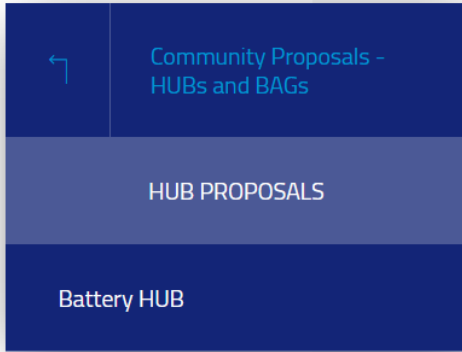 Community Proposals -
HUBs and BAGs
HUB PROPOSALS
Battery HUB